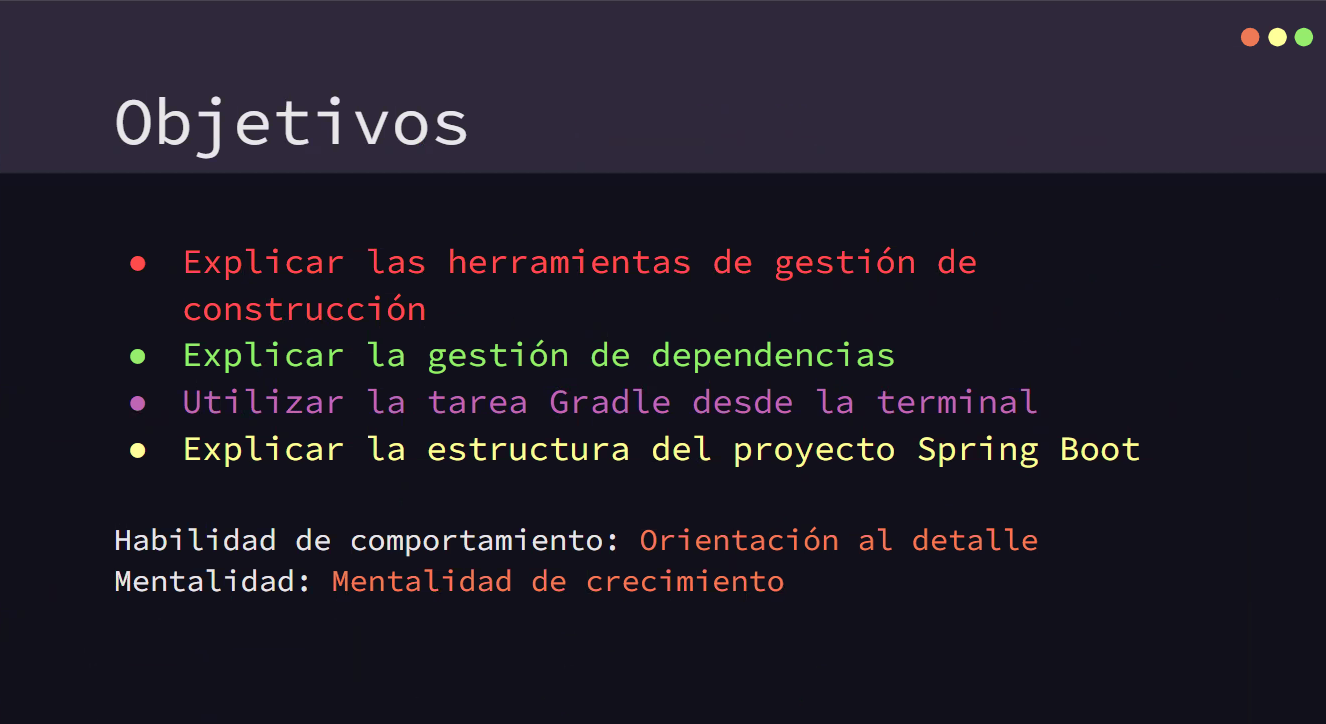 Objetivos
● Explicar las herramientas de gestión de
construcción
● Explicar la gestión de dependencias
● Utilizar la tarea Gradle desde la terminal
● Explicar la estructura del proyecto Spring Boot
Habilidad de comportamiento: Orientación al detalle
Mentalidad: Mentalidad de crecimiento